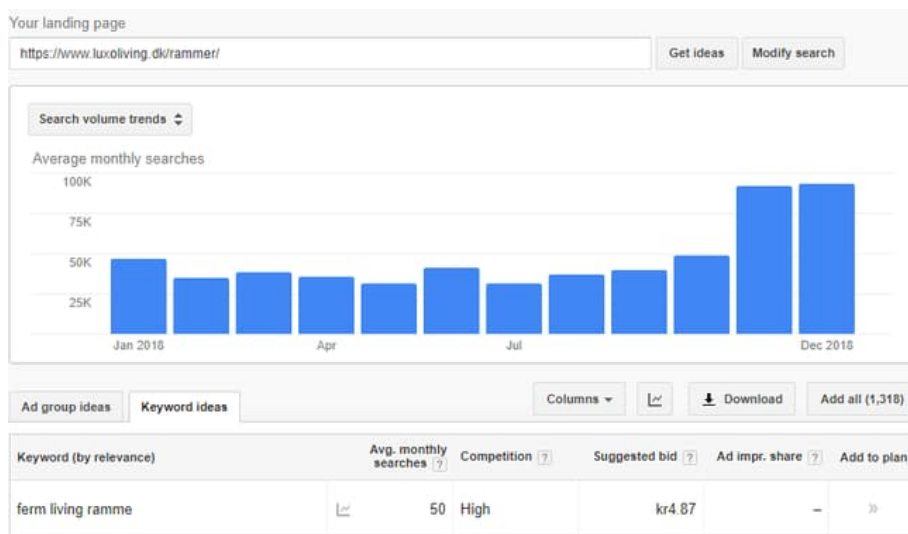 Your landing page
https://www.luxoliving.dk/rammer/
Get ideas
Modify search
Search volume trends
Average monthly searches
100K
75K
50K
25K
Jan 2018
Apr
Jul
Dec 2018
Ad group ideas
Keyword ideas
Columns
Download
Add all (1,318)
Keyword (by relevance)
Avg. monthly
searches ?
Competition ?
Suggested bid ?
Ad impr. share ?
Add to plan
ferm living ramme
50
High
kr4.87
–
»